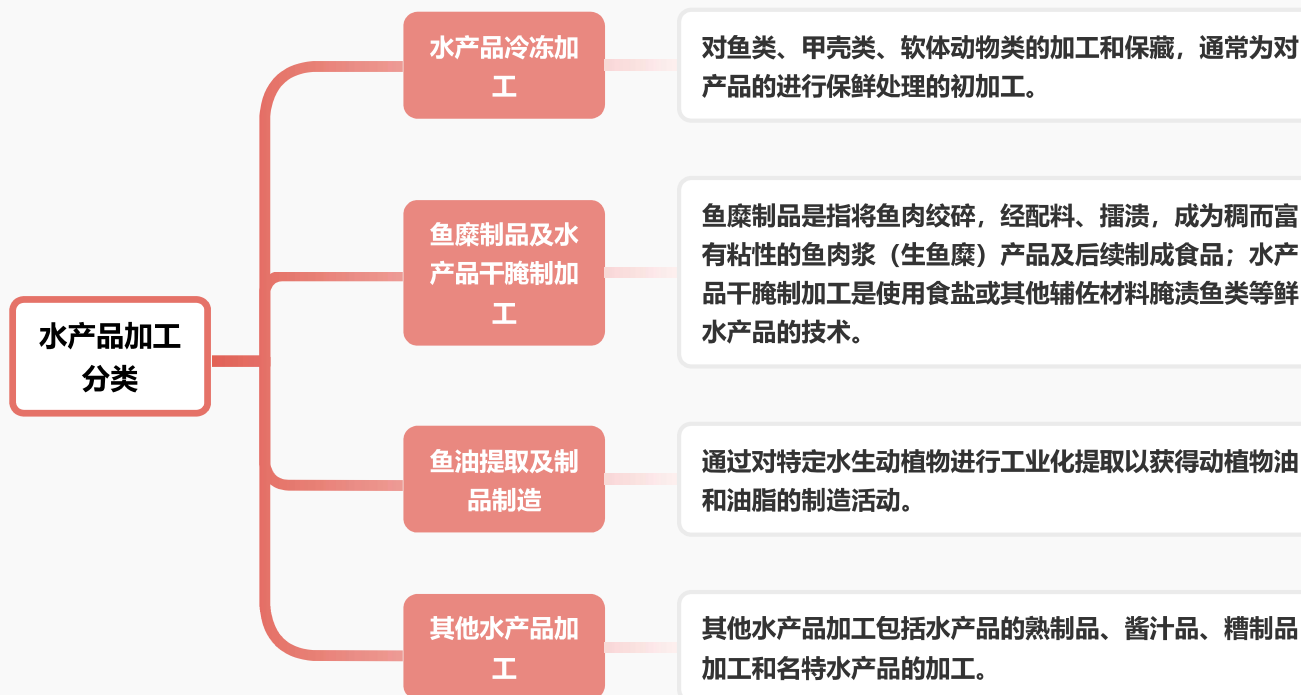 水产品加工
分类
水产品冷冻加
工
对鱼类、甲壳类、软体动物类的加工和保藏，通常为对
产品的进行保鲜处理的初加工。
鱼糜制品及水
产品干腌制加
工
鱼糜制品是指将鱼肉绞碎，经配料、擂溃，成为稠而富
有粘性的鱼肉浆（生鱼糜）产品及后续制成食品；水产
品干腌制加工是使用食盐或其他辅佐材料腌渍鱼类等鲜
水产品的技术。
鱼油提取及制
品制造
通过对特定水生动植物进行工业化提取以获得动植物油
和油脂的制造活动。
其他水产品加
工
其他水产品加工包括水产品的熟制品、酱汁品、糟制品
加工和名特水产品的加工。